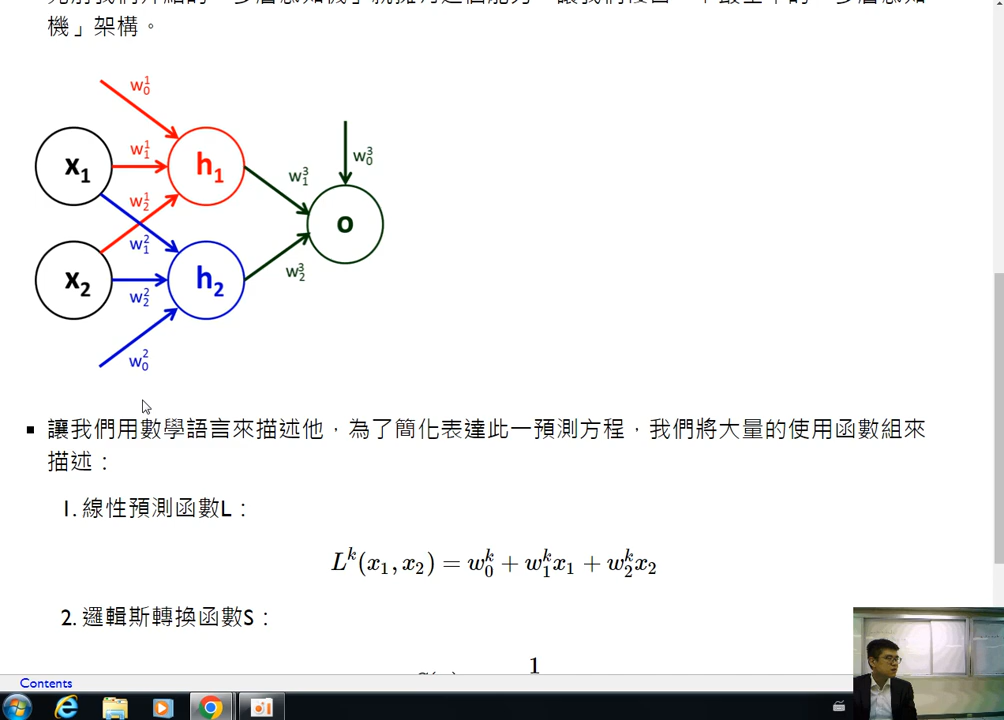 機」架構。
w₀¹
w₁¹
x₁
h₁
w₂¹
w₁³
w₀³
o
w₁²
x₂
h₂
w₂²
w₂³
w₀²
讓我們用數學語言來描述他，為了簡化表達此一預測方程，我們將大量的使用函數組來
描述：
1. 線性預測函數L：
Lᵏ(x₁, x₂) = w₀ᵏ + w₁ᵏx₁ + w₂ᵏx₂
2. 邏輯斯轉換函數S：
1
Contents